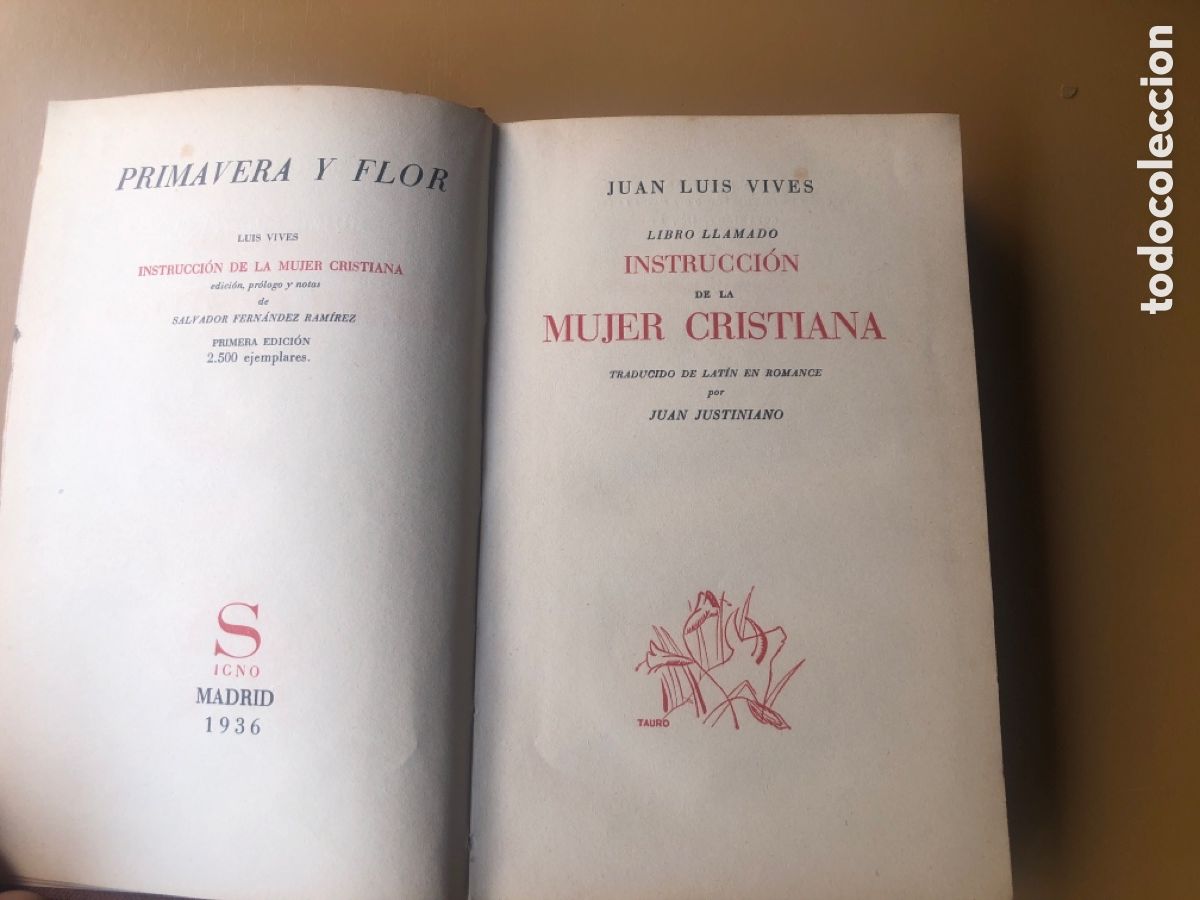 PRIMAVERA Y FLOR
LUIS VIVES
INSTRUCCIÓN DE LA MUJER CRISTIANA
edición, prólogo y notas
de
SALVADOR FERNÁNDEZ RAMÍREZ
PRIMERA EDICIÓN
2.500 ejemplares.
S
IGNO
MADRID
1936
JUAN LUIS VIVES
LIBRO LLAMADO
INSTRUCCIÓN
DE LA
MUJER CRISTIANA
TRADUCIDO DE LATÍN EN ROMANCE
por
JUAN JUSTINIANO
TAURO
todocoleccion